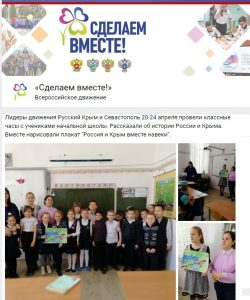 СДЕЛАЕМ
ВМЕСТЕ!
«Сделаем вместе!»
Всероссийское движение
Лидеры движения Русский Крым и Севастополь 20-24 апреля провели классные
часы с учениками начальной школы. Рассказали об истории России и Крыма.
Вместе нарисовали плакат "Россия и Крым вместе навеки".